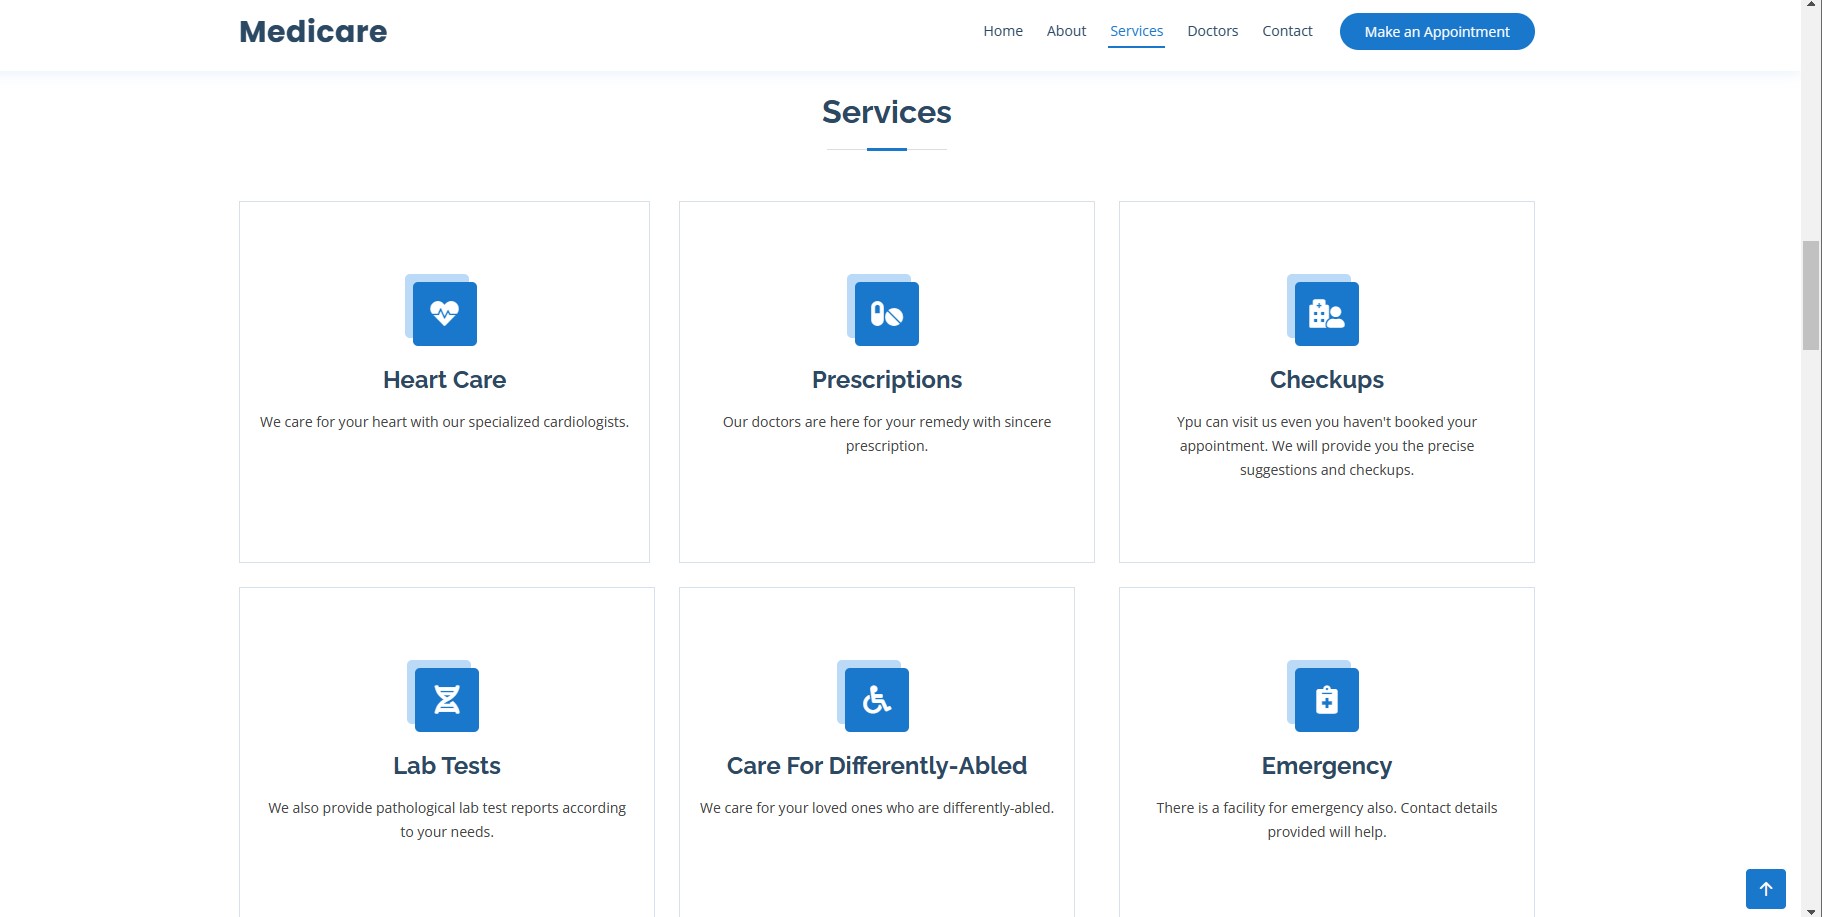 Medicare
Home About Services Doctors Contact Make an Appointment
Services
Heart Care
We care for your heart with our specialized cardiologists.
Prescriptions
Our doctors are here for your remedy with sincere
prescription.
Checkups
Ypu can visit us even you haven't booked your
appointment. We will provide you the precise
suggestions and checkups.
Lab Tests
We also provide pathological lab test reports according
to your needs.
Care For Differently-Abled
We care for your loved ones who are differently-abled.
Emergency
There is a facility for emergency also. Contact details
provided will help.